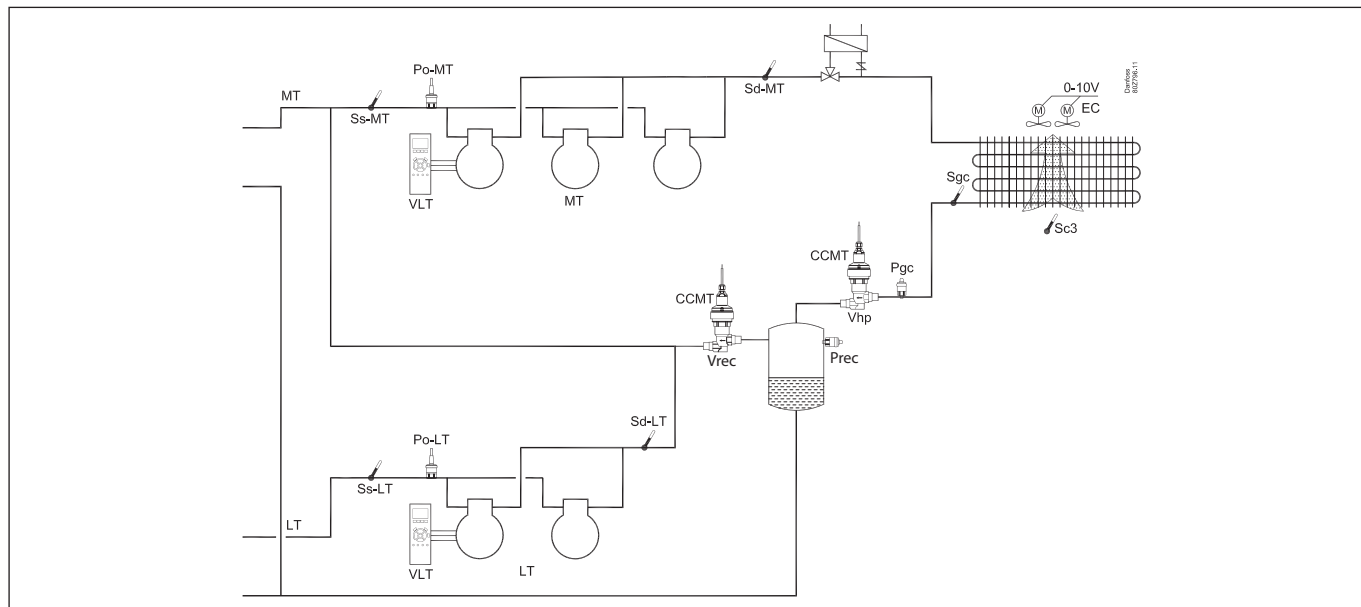 Danfoss
80Z796.11
0-10V
M
M
EC
Po-MT
Sd-MT
MT
Ss-MT
VLT
MT
Sgc
Sc3
CCMT
Pgc
CCMT
Vhp
Vrec
Prec
Sd-LT
Po-LT
Ss-LT
LT
VLT
LT